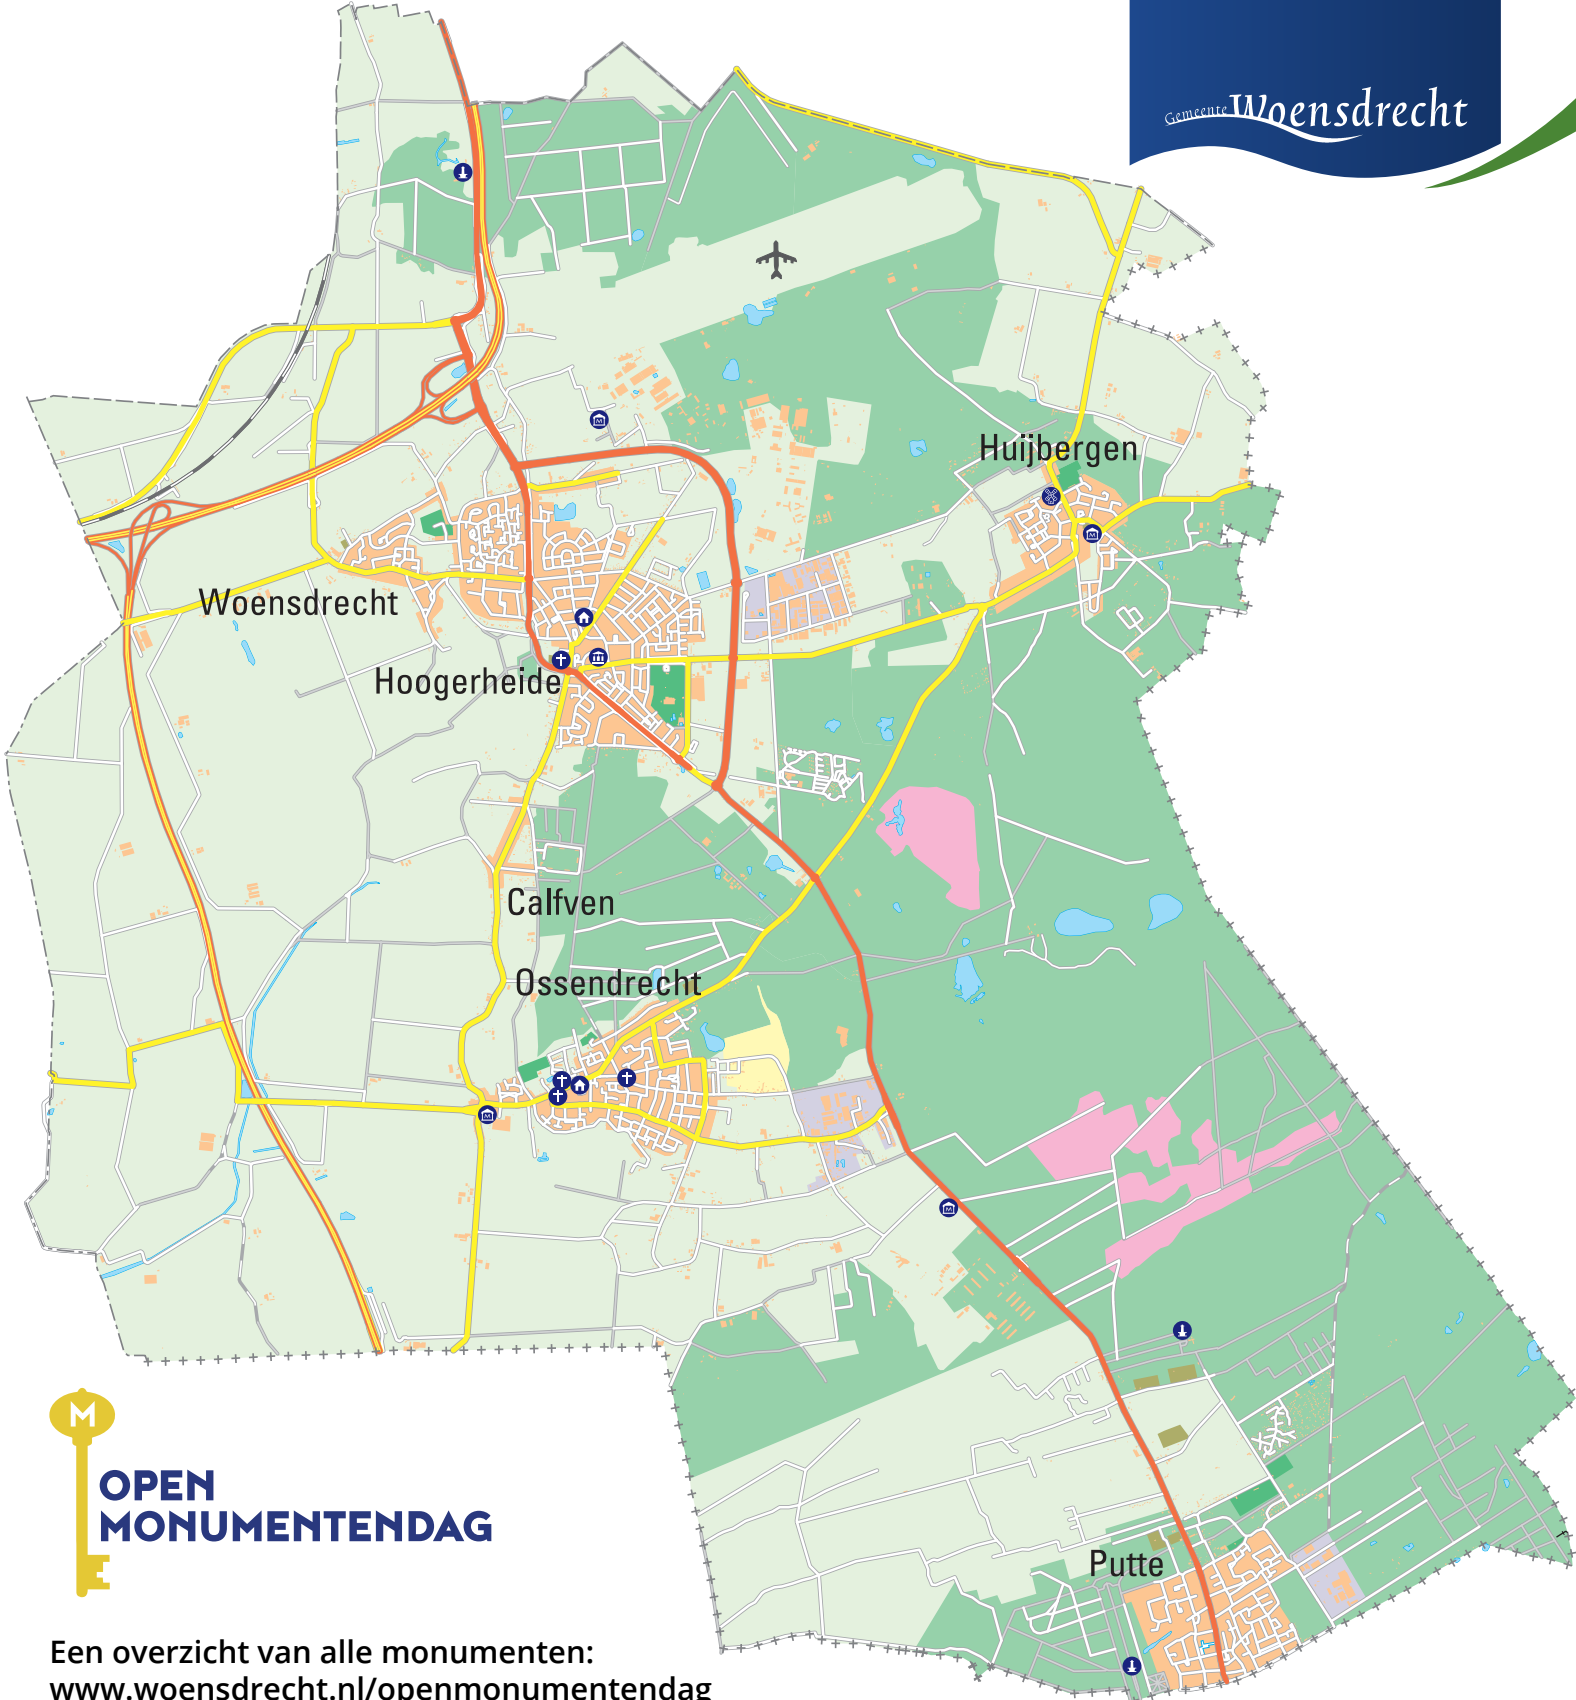 Gemeente Woensdrecht
Huijbergen
Woensdrecht
Hoogerheide
Calfven
Ossendrecht
Putte
M
OPEN
MONUMENTENDAG
Een overzicht van alle monumenten:
www.woensdrecht.nl/openmonumentendag